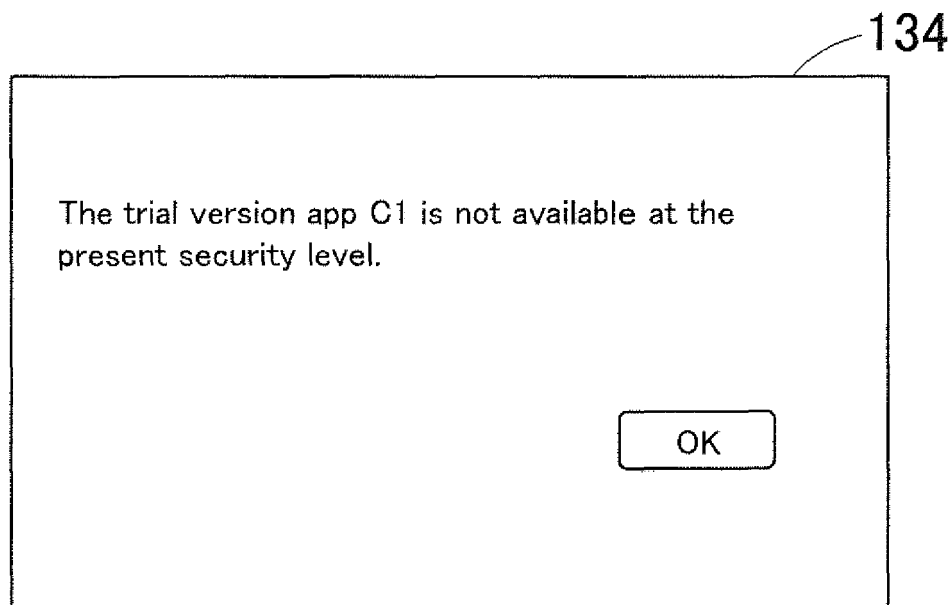 134
The trial version app C1 is not available at the
present security level.
OK